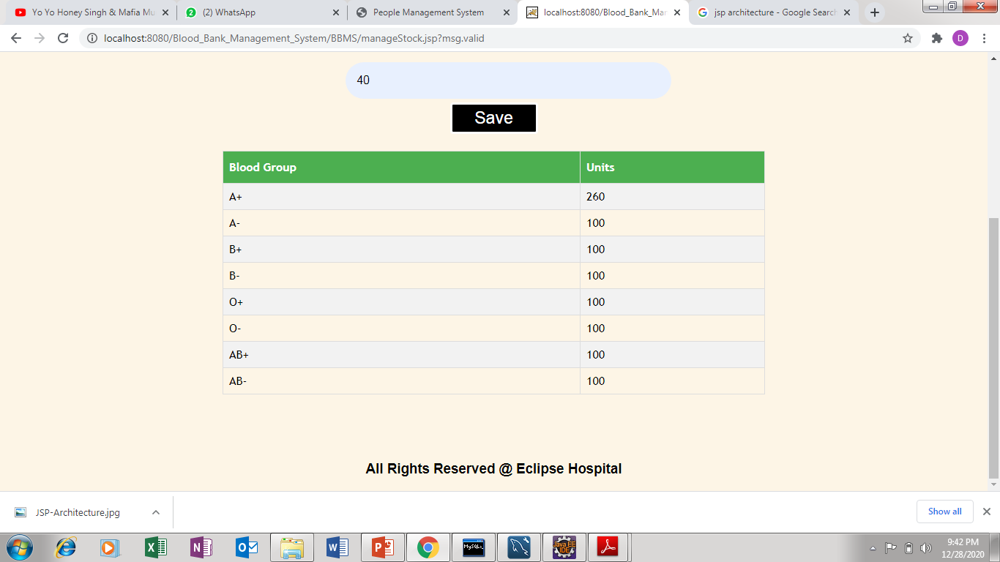 Yo Yo Honey Singh & Mafia Mu
(2) WhatsApp
People Management System
localhost:8080/Blood_Bank_Mar
jsp architecture - Google Search
localhost:8080/Blood_Bank_Management_System/BBMS/manageStock.jsp?msg.valid
D
40
Save
Blood Group Units
A+ 260
A- 100
B+ 100
B- 100
O+ 100
O- 100
AB+ 100
AB- 100
All Rights Reserved @ Eclipse Hospital
JSP-Architecture.jpg
Show all
Java EE
IDE
9:42 PM
12/28/2020